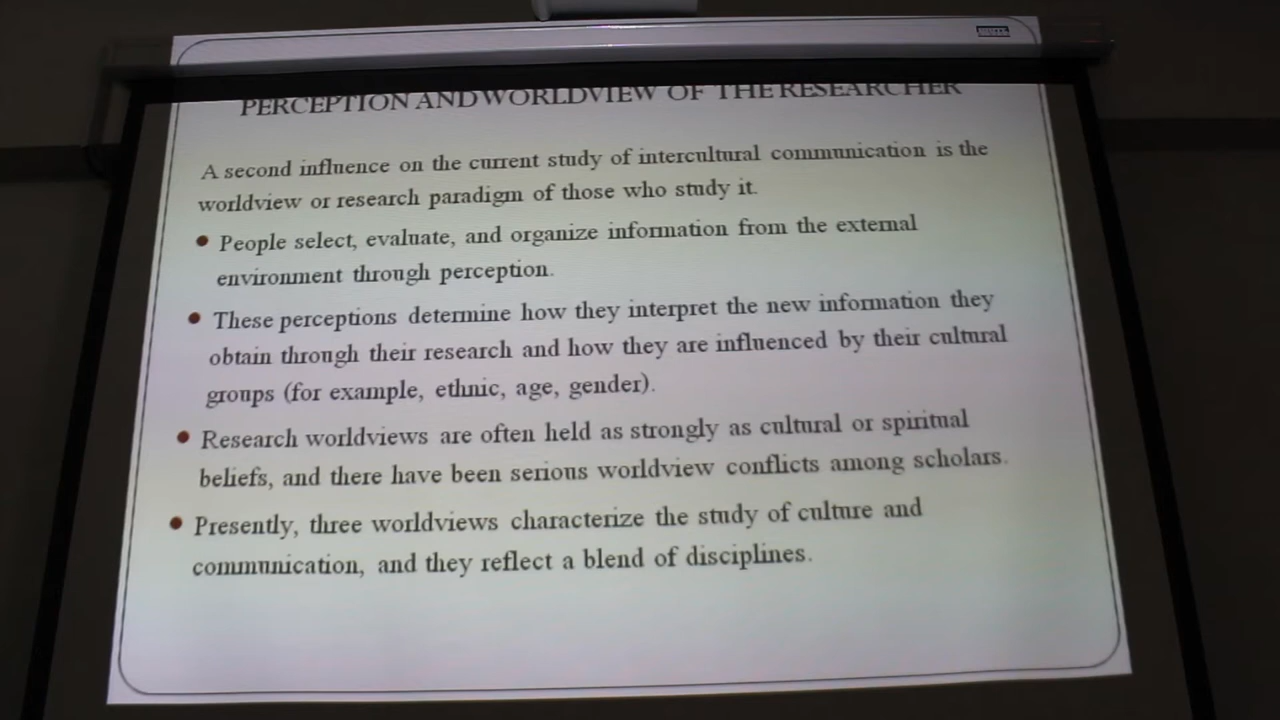 PERCEPTION AND WORLDVIEW OF THE RESEARCHER
A second influence on the current study of intercultural communication is the
worldview or research paradigm of those who study it.
• People select, evaluate, and organize information from the external
environment through perception.
• These perceptions determine how they interpret the new information they
obtain through their research and how they are influenced by their cultural
groups (for example, ethnic, age, gender).
• Research worldviews are often held as strongly as cultural or spiritual
beliefs, and there have been serious worldview conflicts among scholars.
• Presently, three worldviews characterize the study of culture and
communication, and they reflect a blend of disciplines.